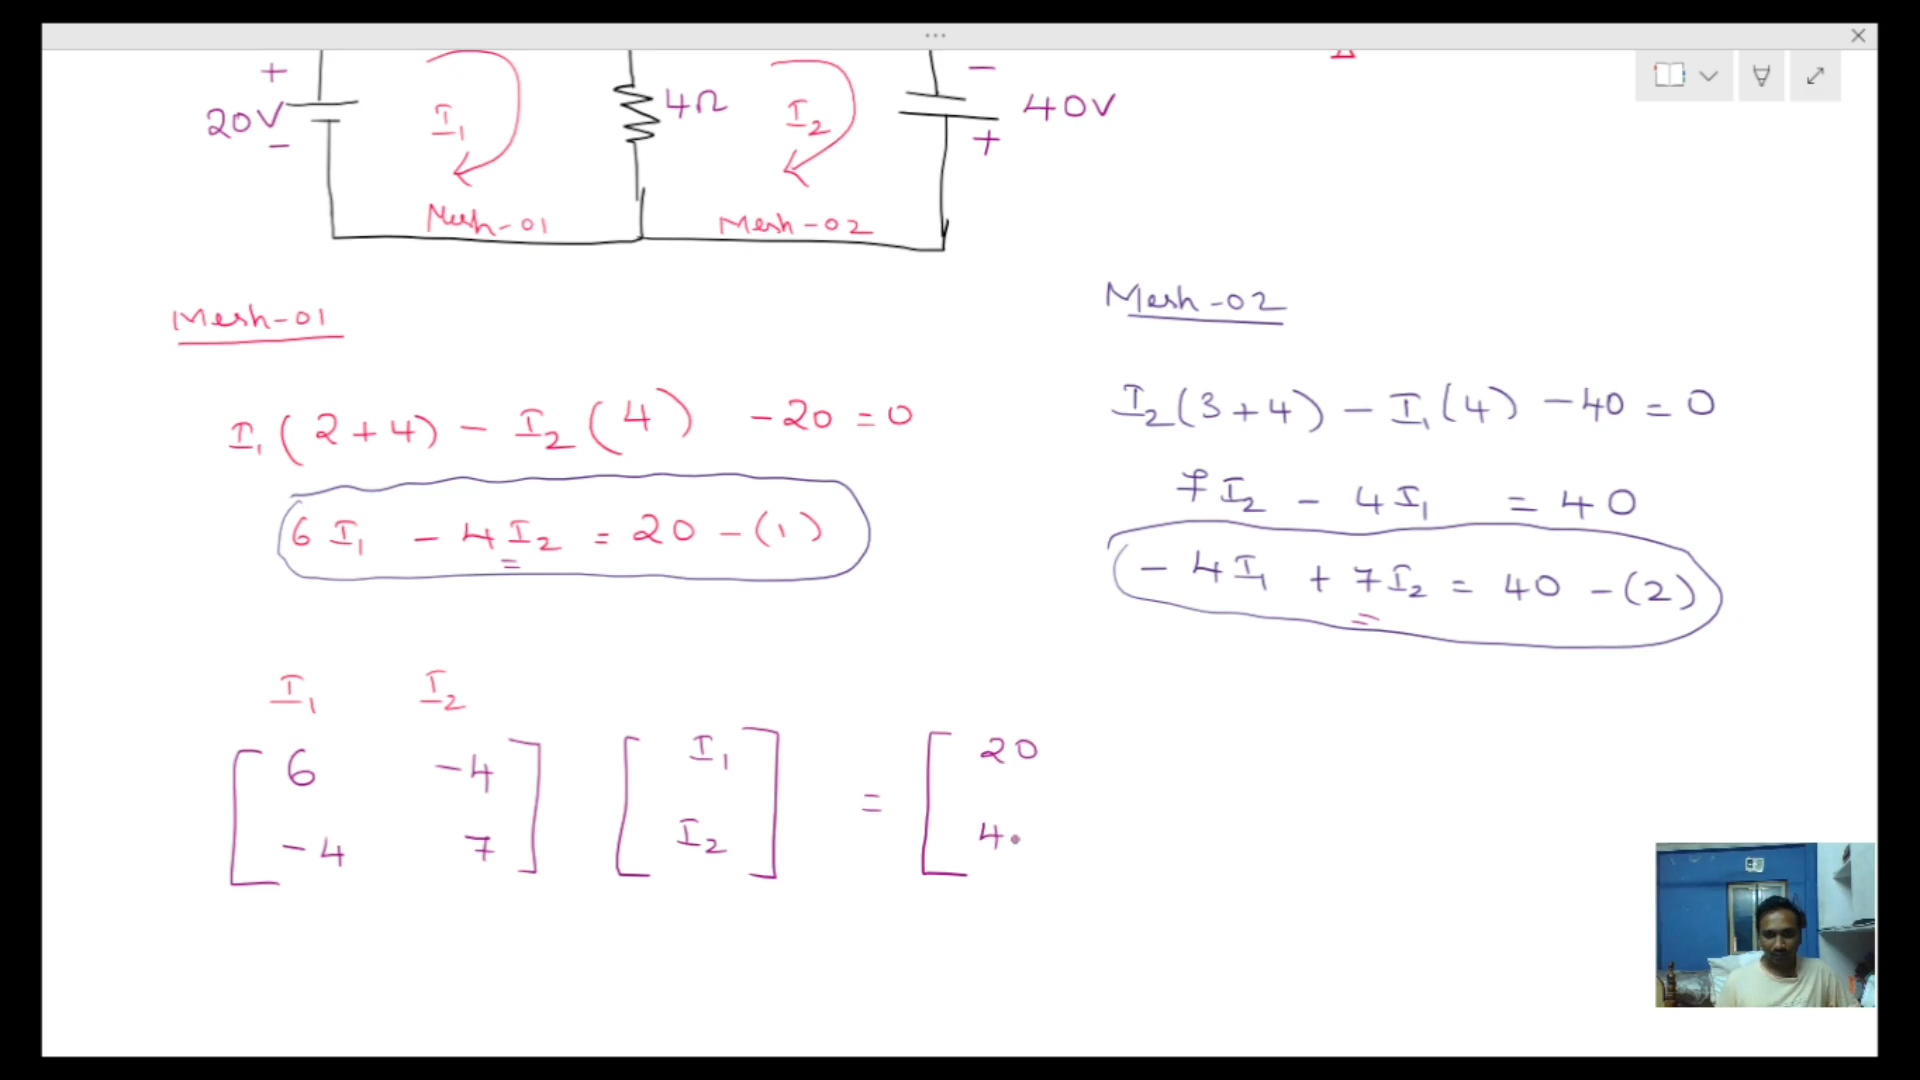 +
20V
-
I₁
4Ω
I₂
-
40V
+
Mesh-01
Mesh-02
Mesh-01
I₁(2+4) - I₂(4) -20=0
6I₁ - 4I₂ = 20 -(1)
Mesh-02
I₂(3+4) - I₁(4) -40=0
7I₂ - 4I₁ = 40
-4I₁ + 7I₂ = 40 -(2)
I₁ I₂
[6 -4] [I₁] = [20
[-4 7] [I₂] [4